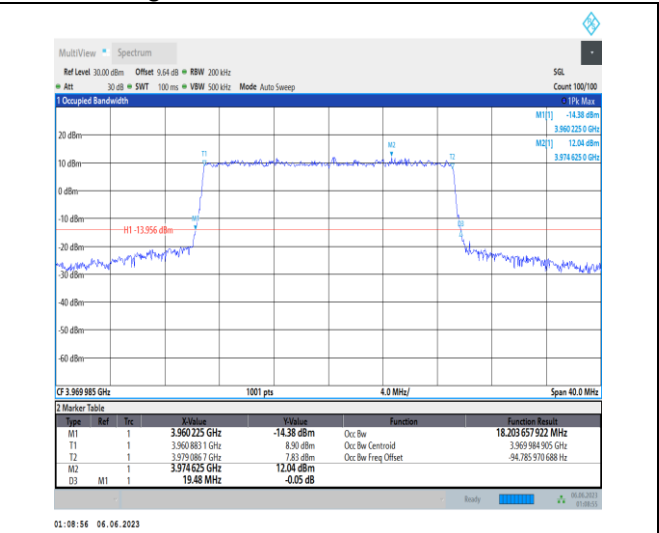 MultiView Spectrum
Ref Level 30.00 dBm Offset 9.64 dB RBW 200 kHz SGL
Att 30 dB SWT 100 ms VBW 500 kHz Mode Auto Sweep Count 100/100
1 Occupied Bandwidth 1Pk Max
M1[1] -14.38 dBm
3.960 225 0 GHz
M2[1] 12.04 dBm
3.974 625 0 GHz
20 dBm
M2
T1
T2
10 dBm
0 dBm
-10 dBm
M1
D3
H1 -13.956 dBm
-20 dBm
-30 dBm
-40 dBm
-50 dBm
-60 dBm
CF 3.969 985 GHz 1001 pts 4.0 MHz/ Span 40.0 MHz
2 Marker Table
Type Ref Trc X-Value Y-Value Function Function Result
M1 1 3.960 225 GHz -14.38 dBm Occ Bw 18.203 657 922 MHz
T1 1 3.960 883 1 GHz 8.90 dBm Occ Bw Centroid 3.969 984 905 GHz
T2 1 3.979 086 7 GHz 7.83 dBm Occ Bw Freq Offset -94.785 970 688 Hz
M2 1 3.974 625 GHz 12.04 dBm
D3 M1 1 19.48 MHz -0.05 dB
Ready 06.06.2023
01:08:55
01:08:56 06.06.2023